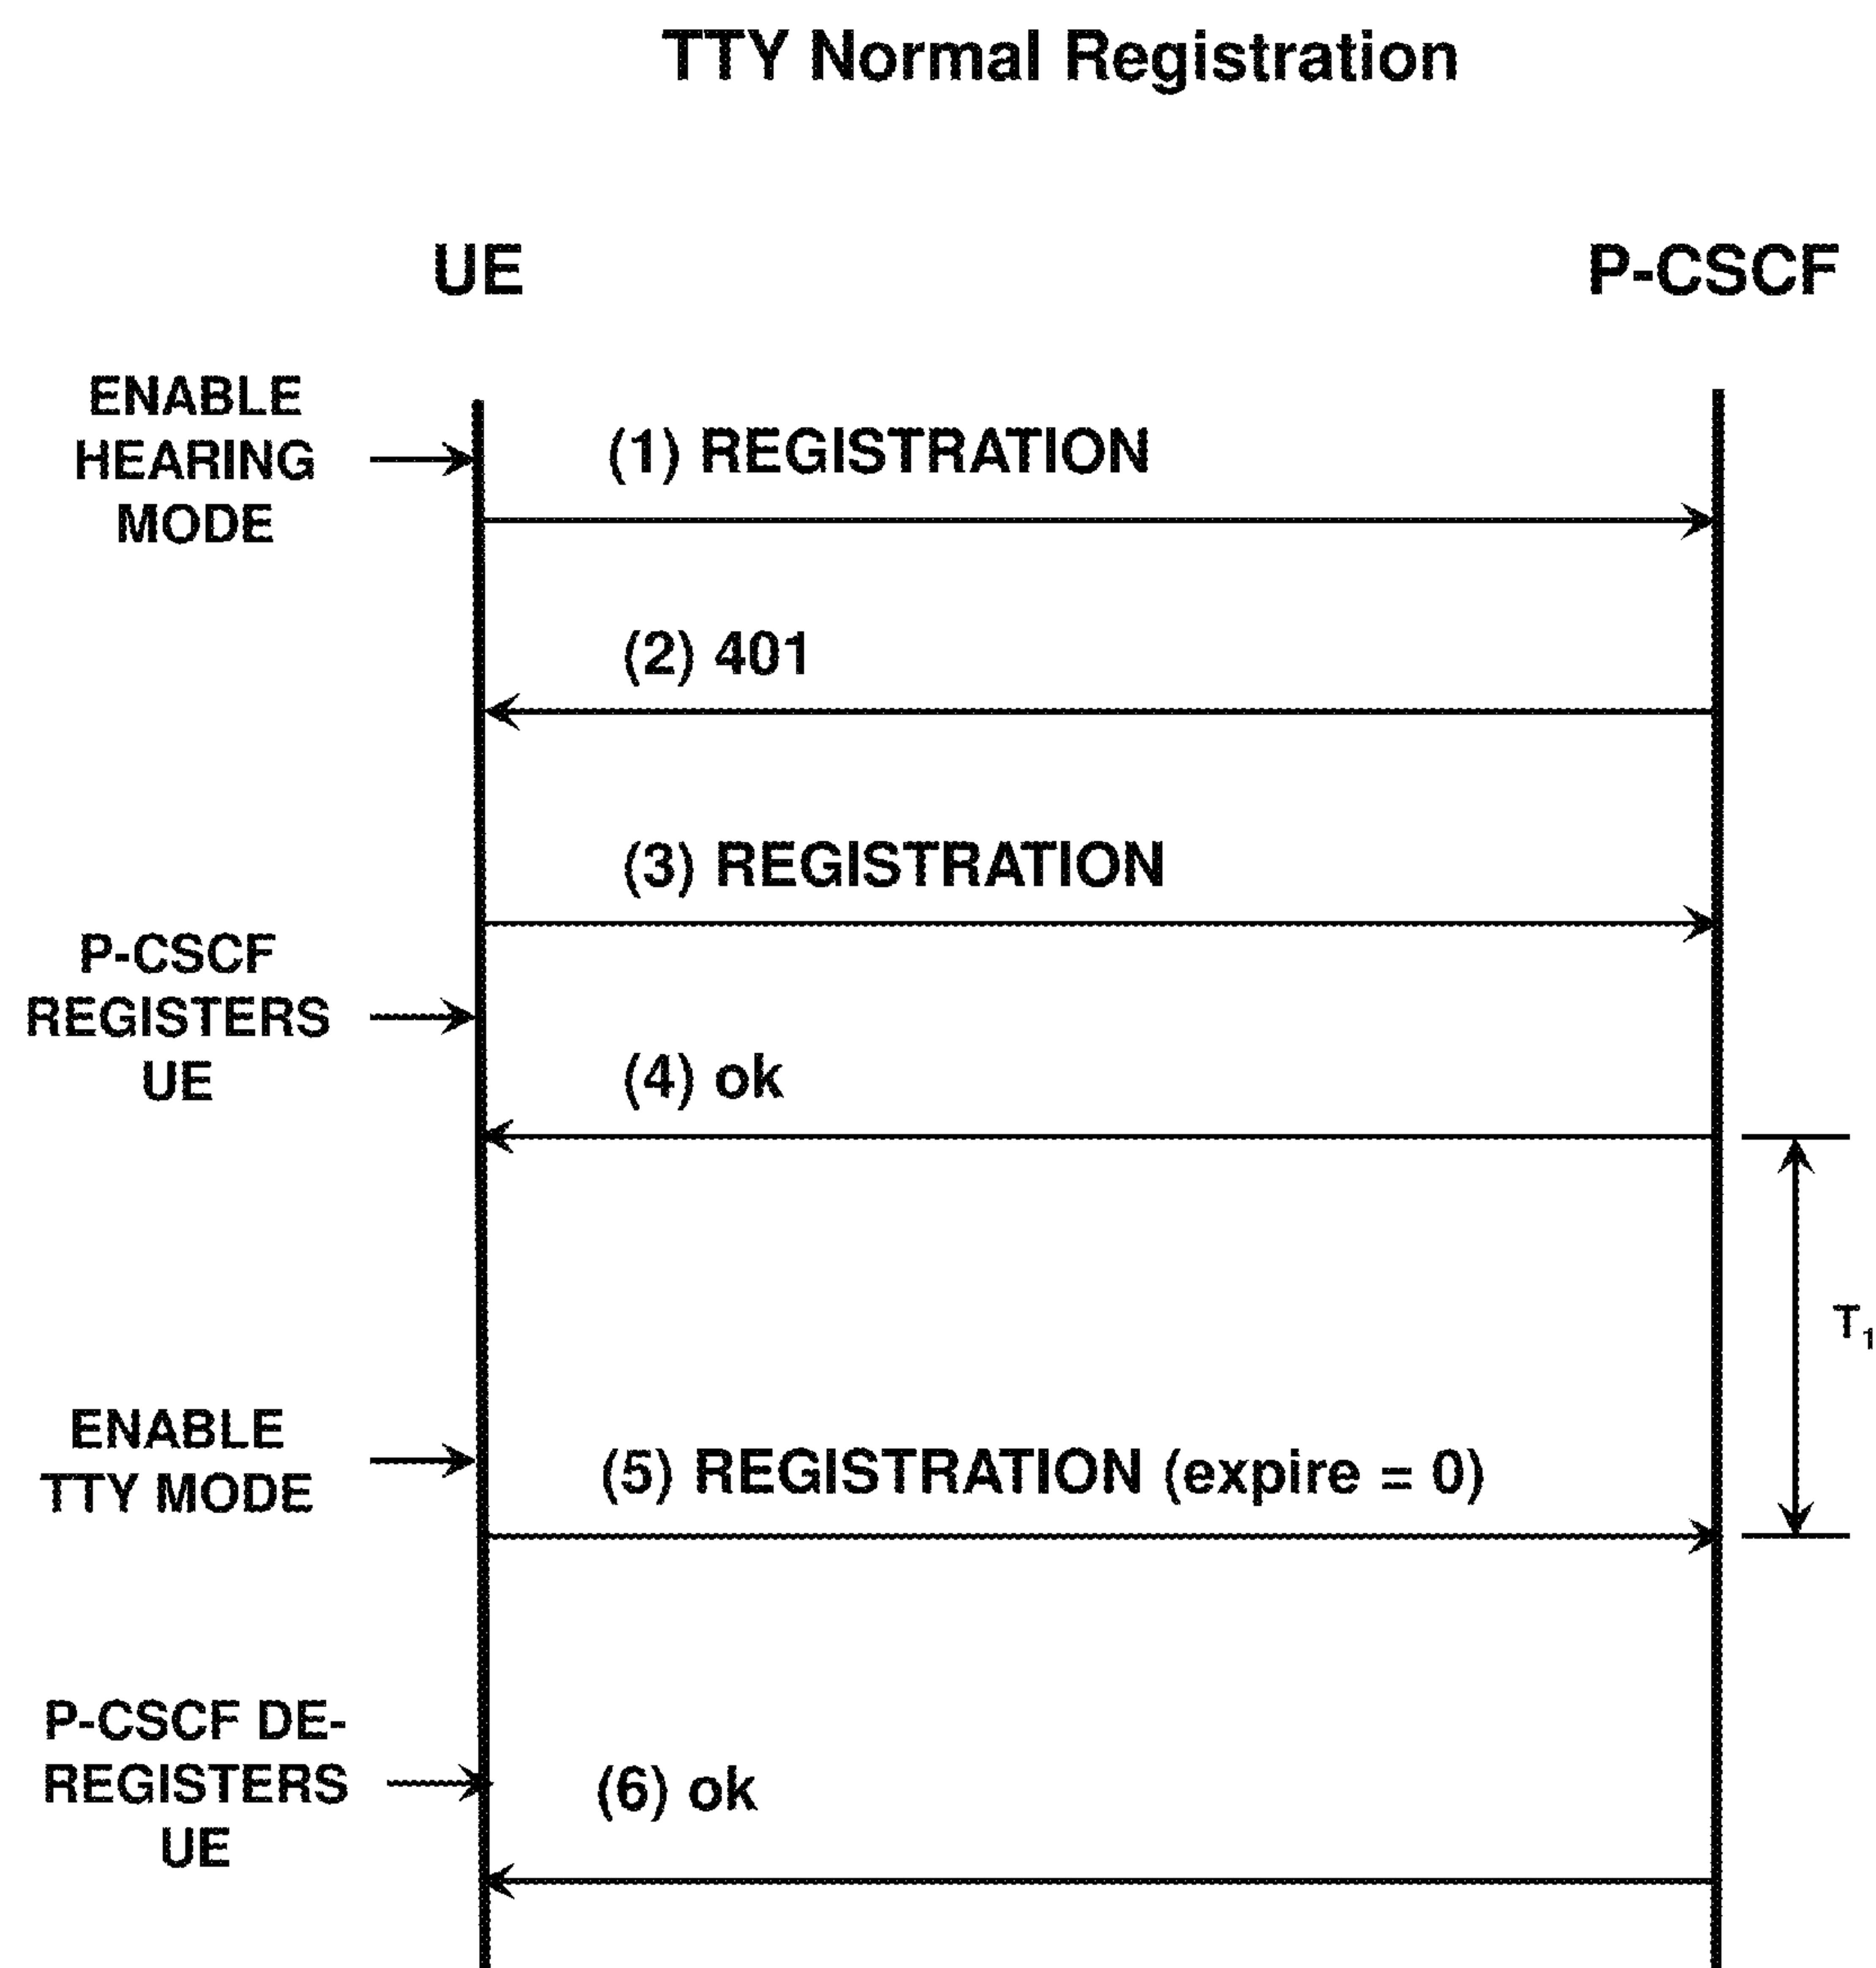 TTY Normal Registration
UE
P-CSCF
ENABLE
HEARING
MODE
(1) REGISTRATION
(2) 401
(3) REGISTRATION
P-CSCF
REGISTERS
UE
(4) ok
T1
ENABLE
TTY MODE
(5) REGISTRATION (expire = 0)
P-CSCF DE-
REGISTERS
UE
(6) ok